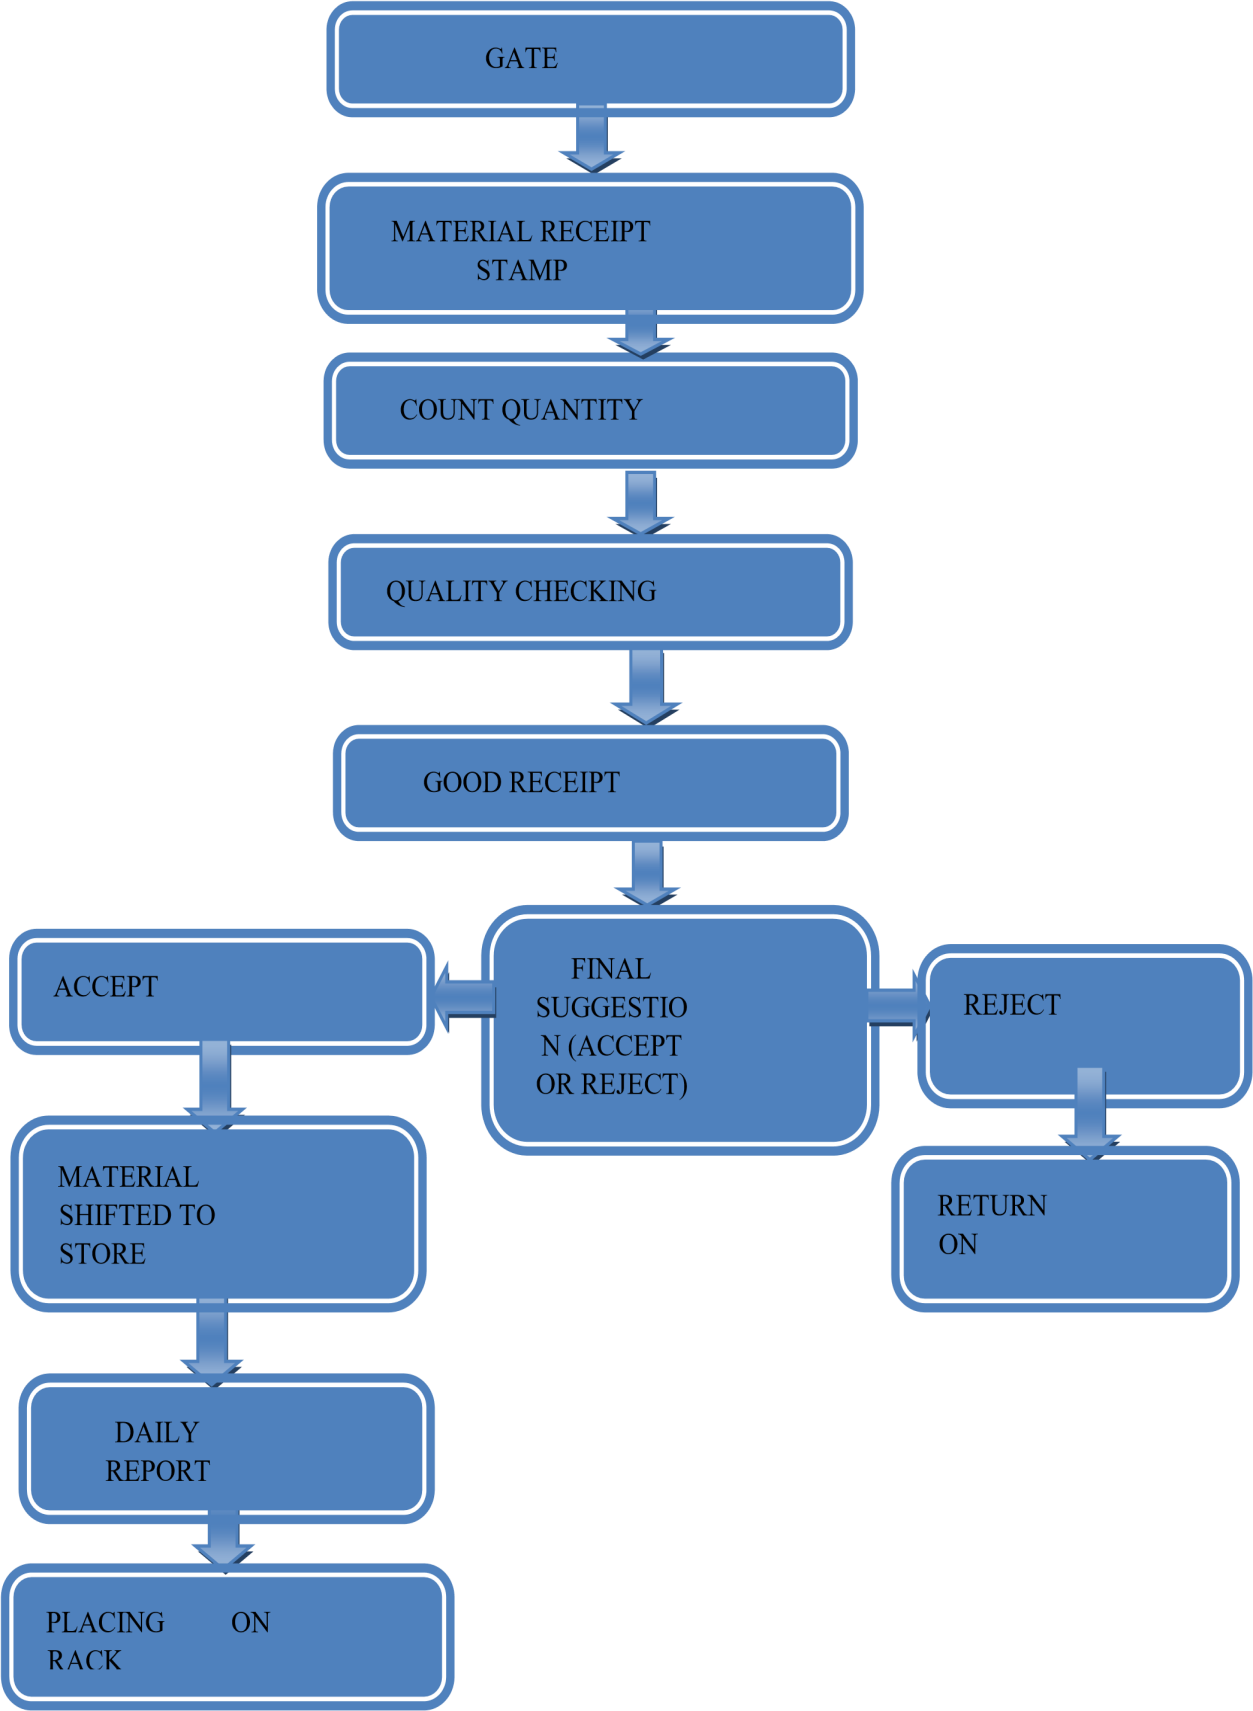 GATE
MATERIAL RECEIPT
STAMP
COUNT QUANTITY
QUALITY CHECKING
GOOD RECEIPT
FINAL
SUGGESTIO
N (ACCEPT
OR REJECT)
ACCEPT
REJECT
MATERIAL
SHIFTED TO
STORE
RETURN
ON
DAILY
REPORT
PLACING ON
RACK